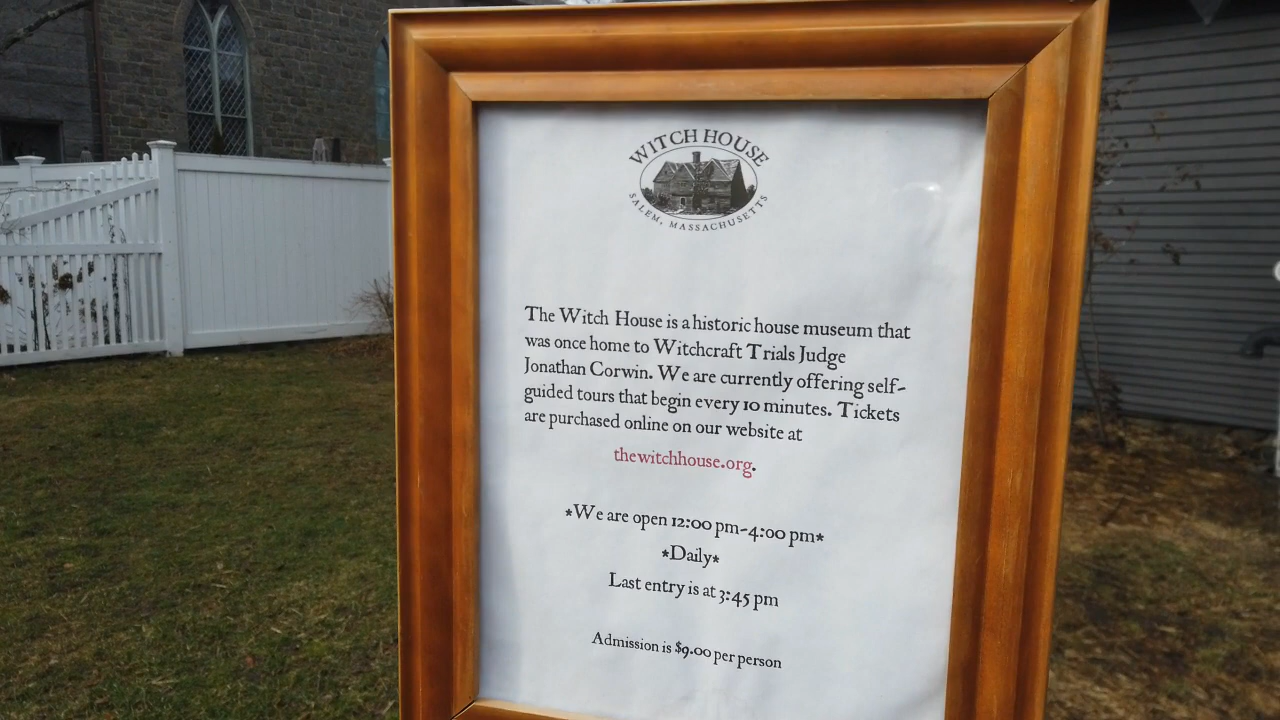 WITCH HOUSE
SALEM, MASSACHUSETTS
The Witch House is a historic house museum that
was once home to Witchcraft Trials Judge
Jonathan Corwin. We are currently offering self-
guided tours that begin every 10 minutes. Tickets
are purchased online on our website at
thewitchhouse.org.
*We are open 12:00 pm-4:00 pm*
*Daily*
Last entry is at 3:45 pm
Admission is $9.00 per person